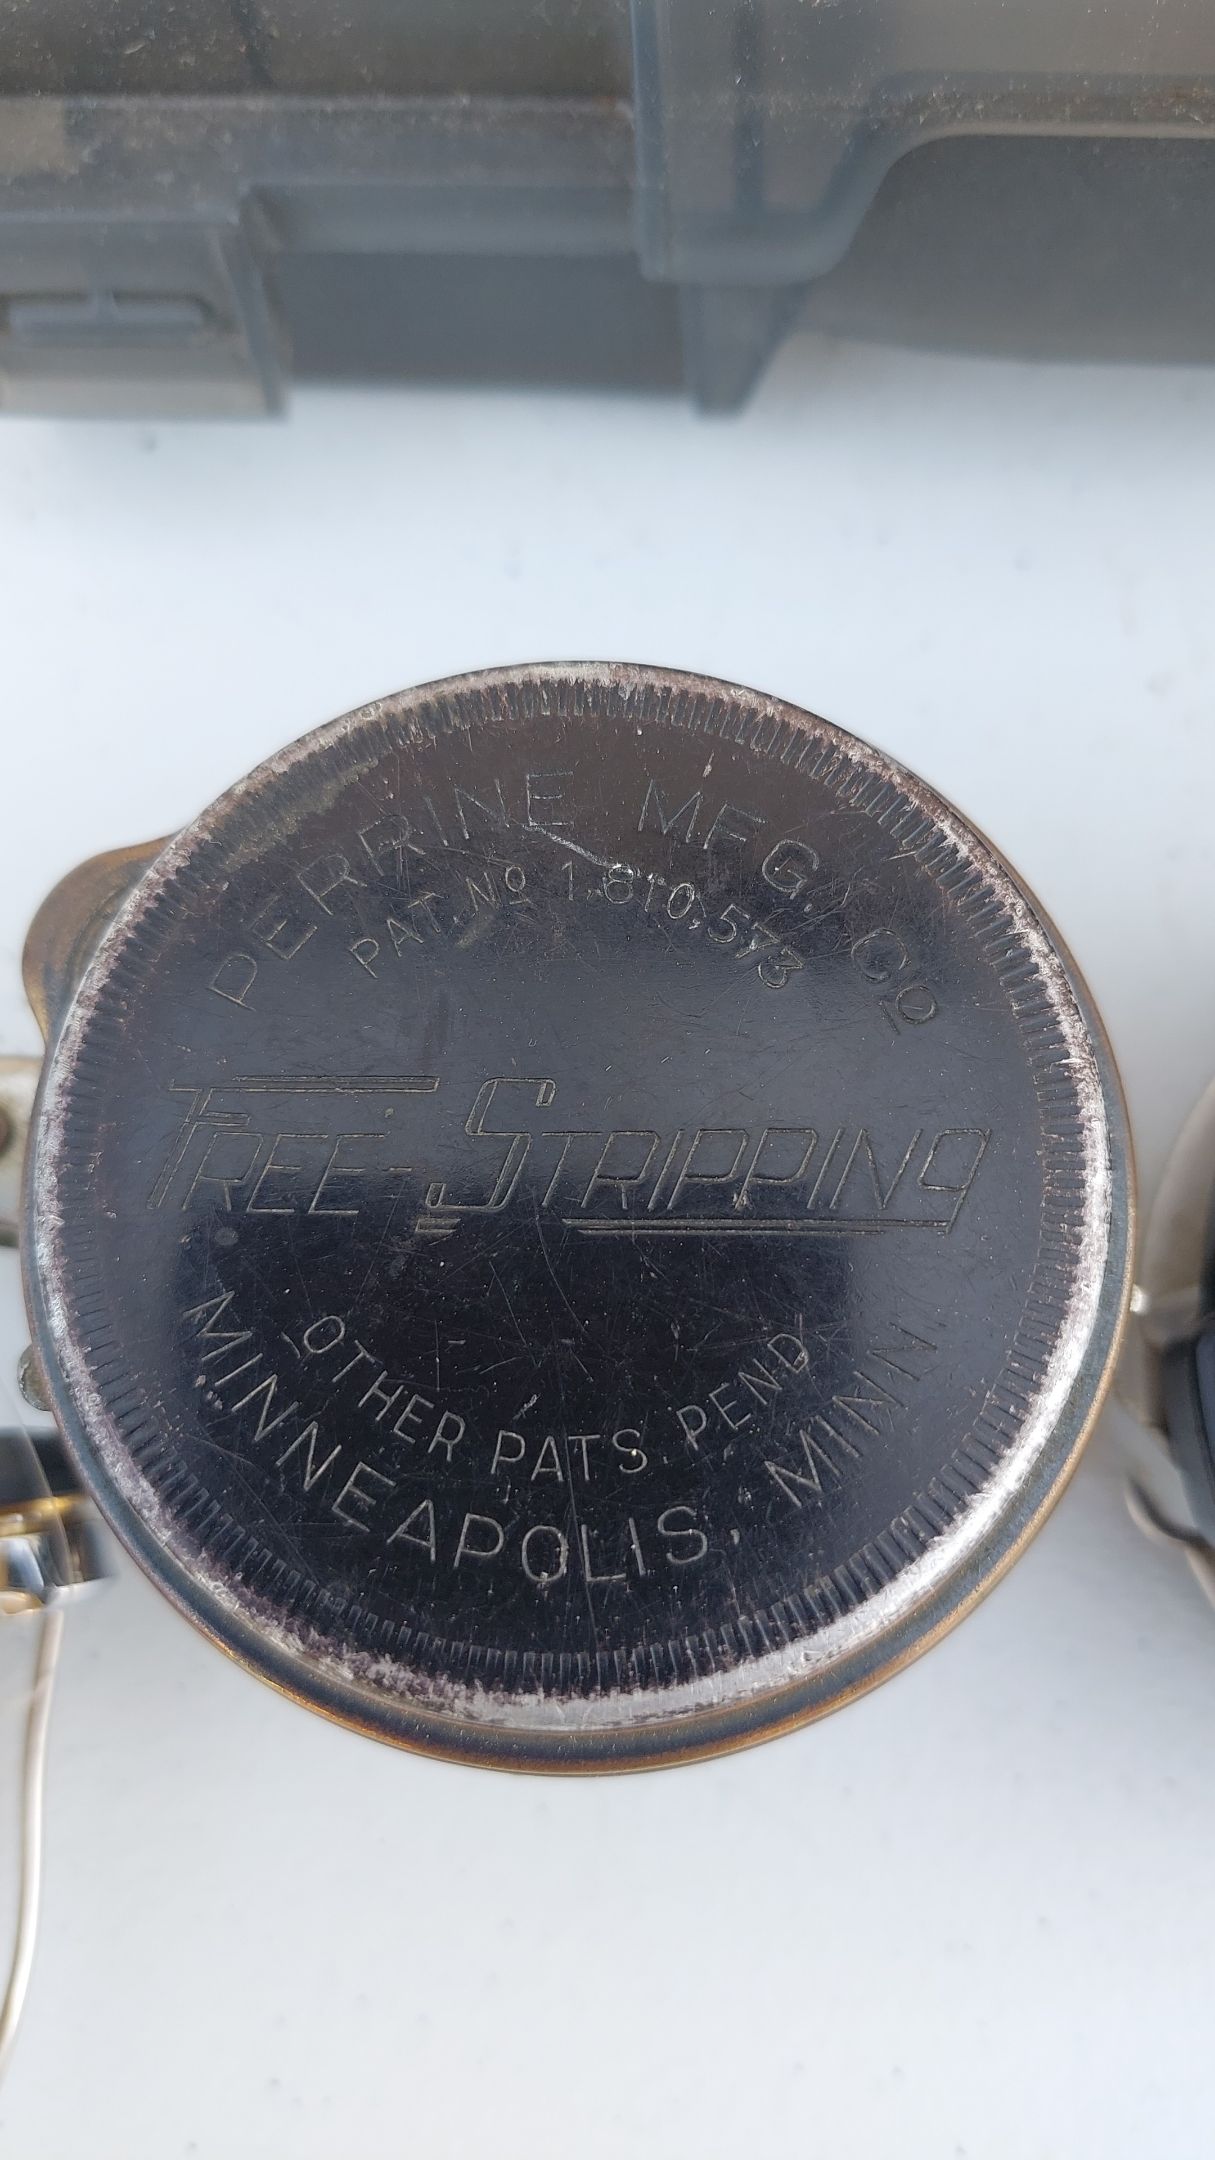 PERRINE MFG. Co
PAT. No 1,810,573
FREE-STRIPPING
OTHER PATS. PEND
MINNEAPOLIS, MINN